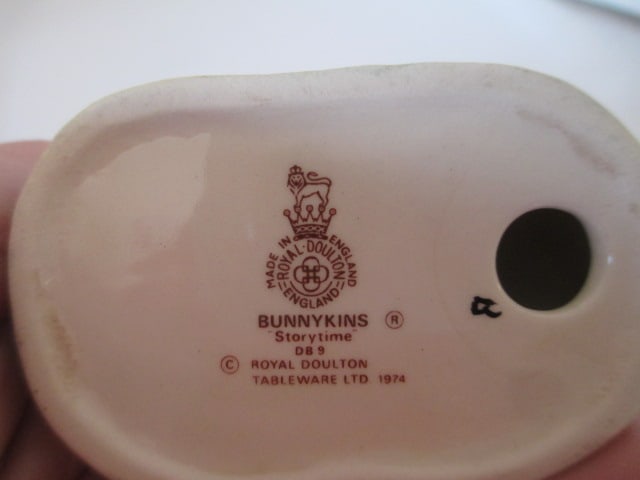 MADE IN ENGLAND
ROYAL·DOULTON
ENGLAND
BUNNYKINS ®
"Storytime"
DB 9
© ROYAL DOULTON
TABLEWARE LTD 1974